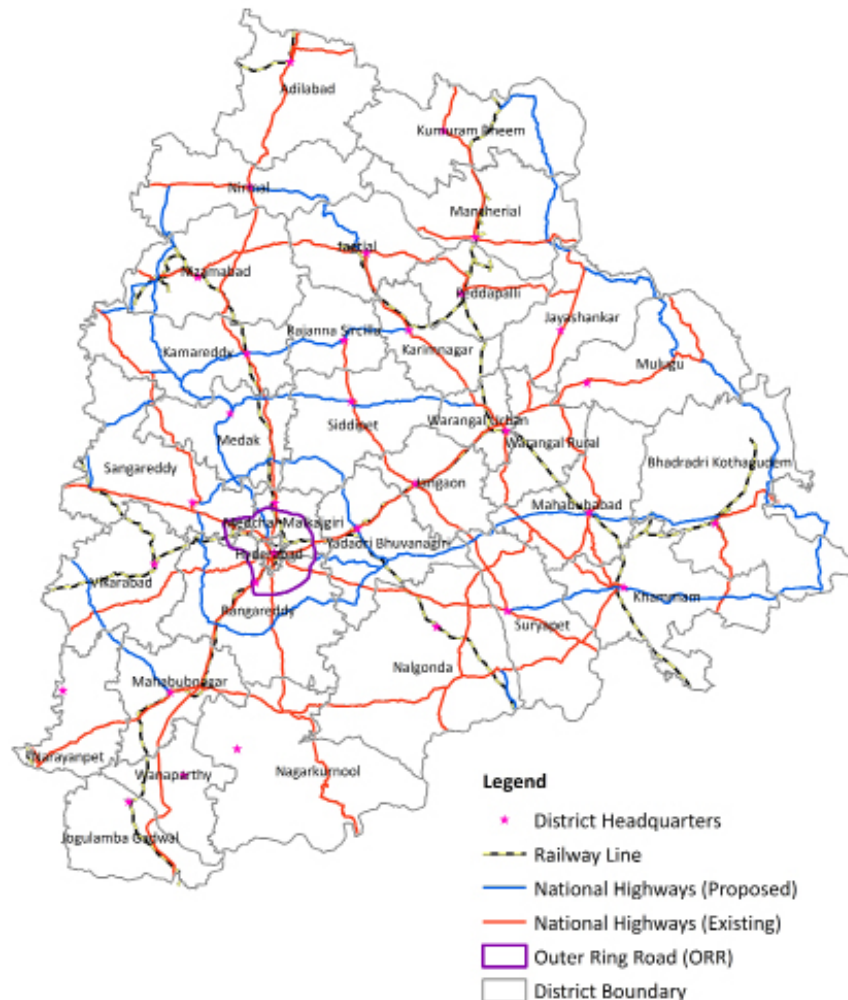 Adilabad
Kumuram Bheem
Nirmal
Mancherial
Jagtial
Nizamabad
Peddapalli
Jayashankar
Rajanna Sircilla
Karimnagar
Kamareddy
Mulugu
Siddipet
Medak
Warangal Urban
Warangal Rural
Sangareddy
Bhadradri Kothagudem
Jangaon
Mahabubabad
Medchal Malkajgiri
Yadadri Bhuvanagiri
Hyderabad
Vikarabad
Khammam
Rangareddy
Suryapet
Nalgonda
Mahabubnagar
Narayanpet
Wanaparthy
Nagarkurnool
Jogulamba Gadwal
Legend
District Headquarters
Railway Line
National Highways (Proposed)
National Highways (Existing)
Outer Ring Road (ORR)
District Boundary